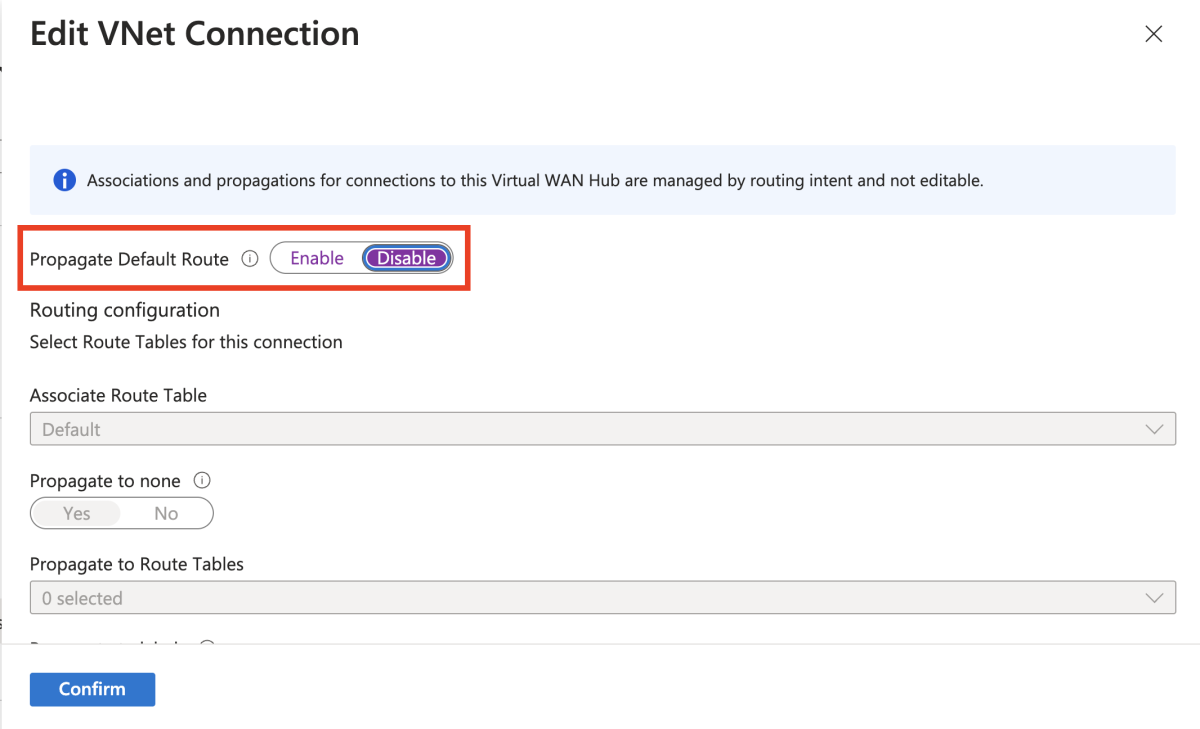 Edit VNet Connection
Associations and propagations for connections to this Virtual WAN Hub are managed by routing intent and not editable.
Propagate Default Route Enable Disable
Routing configuration
Select Route Tables for this connection
Associate Route Table
Default
Propagate to none
Yes No
Propagate to Route Tables
0 selected
Confirm